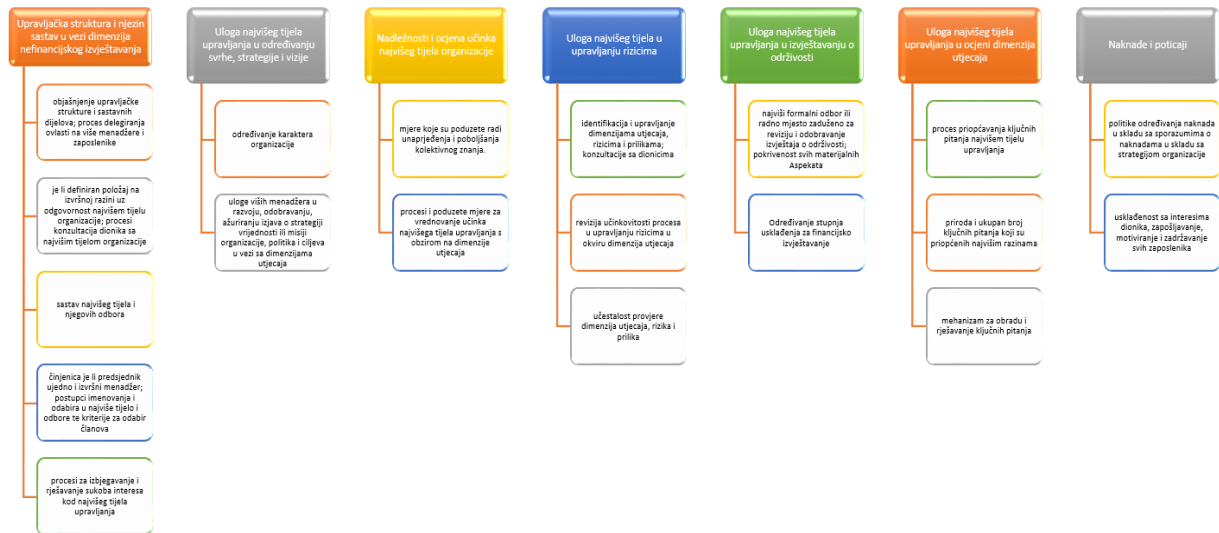 Upravljačka struktura i njezin
sastav u vezi dimenzija
nefinancijskog izvještavanja
objašnjenje upravljačke
strukture i sastavnih
dijelova; proces delegiranja
ovlasti na više menadžere i
zaposlenike
je li definiran položaj na
izvršnoj razini uz
odgovornost najvišem tijelu
organizacije; procesi
konzultacija dionika sa
najvišim tijelom organizacije
sastav najvišeg tijela i
njegovih odbora
činjenica je li predsjednik
ujedno i izvršni menadžer;
postupci imenovanja i
odabira u najviše tijelo i
odbore te kriterije za odabir
članova
procesi za izbjegavanje i
rješavanje sukoba interesa
kod najvišeg tijela
upravljanja
Uloga najvišeg tijela
upravljanja u određivanju
svrhe, strategije i vizije
određivanje karaktera
organizacije
uloge viših menadžera u
razvoju, odobravanju,
ažuriranju izjava o strategiji
vrijednosti ili misiji
organizacije, politika i ciljeva
u vezi sa dimenzijama
utjecaja
Nadležnosti i ocjena učinka
najvišeg tijela organizacije
mjere koje su poduzete radi
unaprjeđenja i poboljšanja
kolektivnog znanja.
procesi i poduzete mjere za
vrednovanje učinka
najvišega tijela upravljanja s
obzirom na dimenzije
utjecaja
Uloga najvišeg tijela u
upravljanju rizicima
identifikacija i upravljanje
dimenzijama utjecaja,
rizicima i prilikama;
konzultacije sa dionicima
revizija učinkovitosti procesa
u upravljanju rizicima u
okviru dimenzija utjecaja
učestalost provjere
dimenzija utjecaja, rizika i
prilika
Uloga najvišeg tijela
upravljanja u izvještavanju o
održivosti
najviši formalni odbor ili
radno mjesto zaduženo za
reviziju i odobravanje
izvještaja o održivosti;
pokrivenost svih materijalnih
Aspekata
Određivanje stupnja
usklađenja za financijsko
izvještavanje
Uloga najvišeg tijela
upravljanja u ocjeni dimenzija
utjecaja
proces priopćavanja ključnih
pitanja najvišem tijelu
upravljanja
priroda i ukupan broj
ključnih pitanja koji su
priopćenih najvišim razinama
mehanizam za obradu i
rješavanje ključnih pitanja
Naknade i poticaji
politike određivanja naknada
u skladu sa sporazumima o
naknadama u skladu sa
strategijom organizacije
usklađenost sa interesima
dionika, zapošljavanje,
motiviranje i zadržavanje
svih zaposlenika